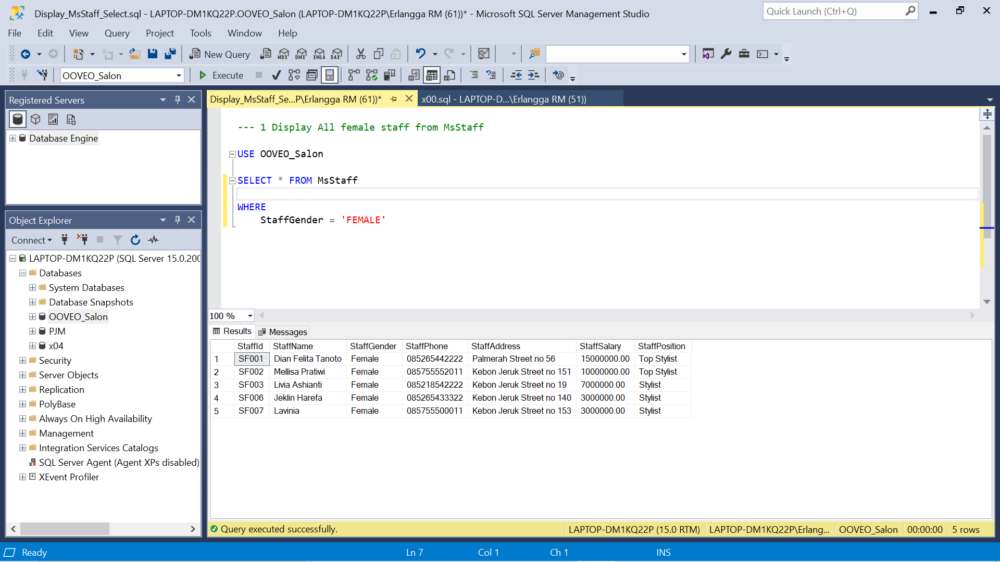 Display_MsStaff_Select.sql - LAPTOP-DM1KQ22P.OOVEO_Salon (LAPTOP-DM1KQ22P\Erlangga RM (61))* - Microsoft SQL Server Management Studio
Quick Launch (Ctrl+Q)
File Edit View Query Project Tools Window Help
New Query MDX DMX XMLA DAX
OOVEO_Salon Execute
Registered Servers
Database Engine
Object Explorer
Connect
LAPTOP-DM1KQ22P (SQL Server 15.0.200
Databases
System Databases
Database Snapshots
OOVEO_Salon
PJM
x04
Security
Server Objects
Replication
PolyBase
Always On High Availability
Management
Integration Services Catalogs
SQL Server Agent (Agent XPs disabled)
XEvent Profiler
Display_MsStaff_Se...P\Erlangga RM (61))* x00.sql - LAPTOP-D...\Erlangga RM (51))
--- 1 Display All female staff from MsStaff
USE OOVEO_Salon
SELECT * FROM MsStaff
WHERE
StaffGender = 'FEMALE'
100 %
Results Messages
StaffId StaffName StaffGender StaffPhone StaffAddress StaffSalary StaffPosition
1 SF001 Dian Felita Tanoto Female 085265442222 Palmerah Street no 56 15000000.00 Top Stylist
2 SF002 Mellisa Pratiwi Female 085755552011 Kebon Jeruk Street no 151 10000000.00 Top Stylist
3 SF003 Livia Ashianti Female 085218542222 Kebon Jeruk Street no 19 7000000.00 Stylist
4 SF006 Jeklin Harefa Female 085265433322 Kebon Jeruk Street no 140 3000000.00 Stylist
5 SF007 Lavinia Female 085755500011 Kebon Jeruk Street no 153 3000000.00 Stylist
Query executed successfully. LAPTOP-DM1KQ22P (15.0 RTM) LAPTOP-DM1KQ22P\Erlang... OOVEO_Salon 00:00:00 5 rows
Ready Ln 7 Col 1 Ch 1 INS